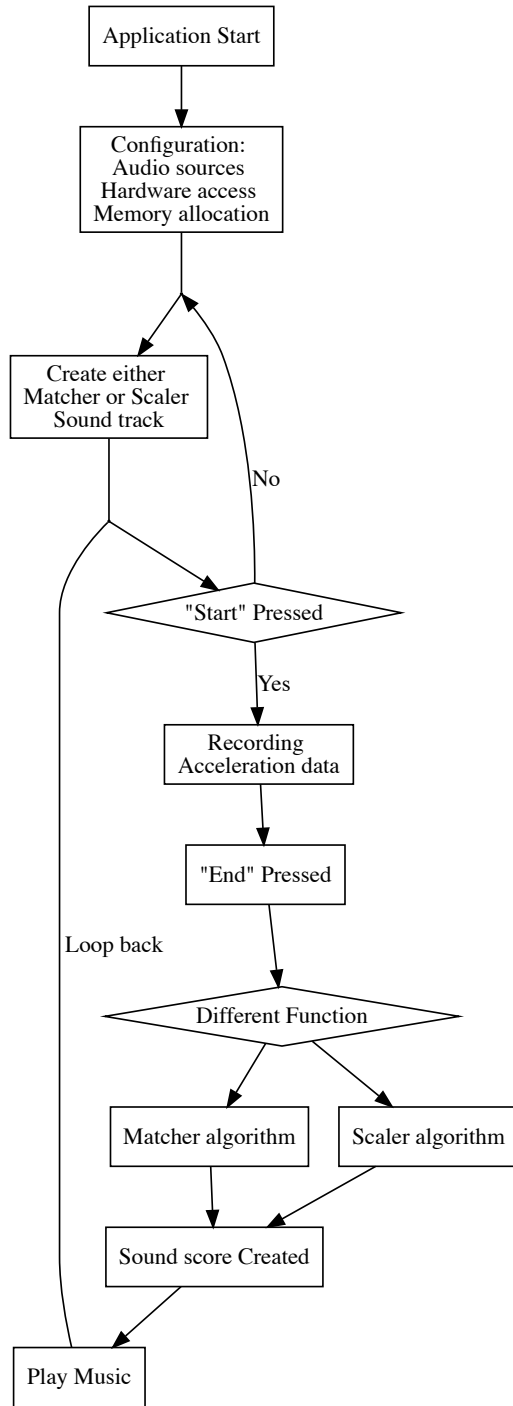 Application Start
Configuration:
Audio sources
Hardware access
Memory allocation
Create either
Matcher or Scaler
Sound track
No
"Start" Pressed
Yes
Recording
Acceleration data
"End" Pressed
Loop back
Different Function
Matcher algorithm
Scaler algorithm
Sound score Created
Play Music